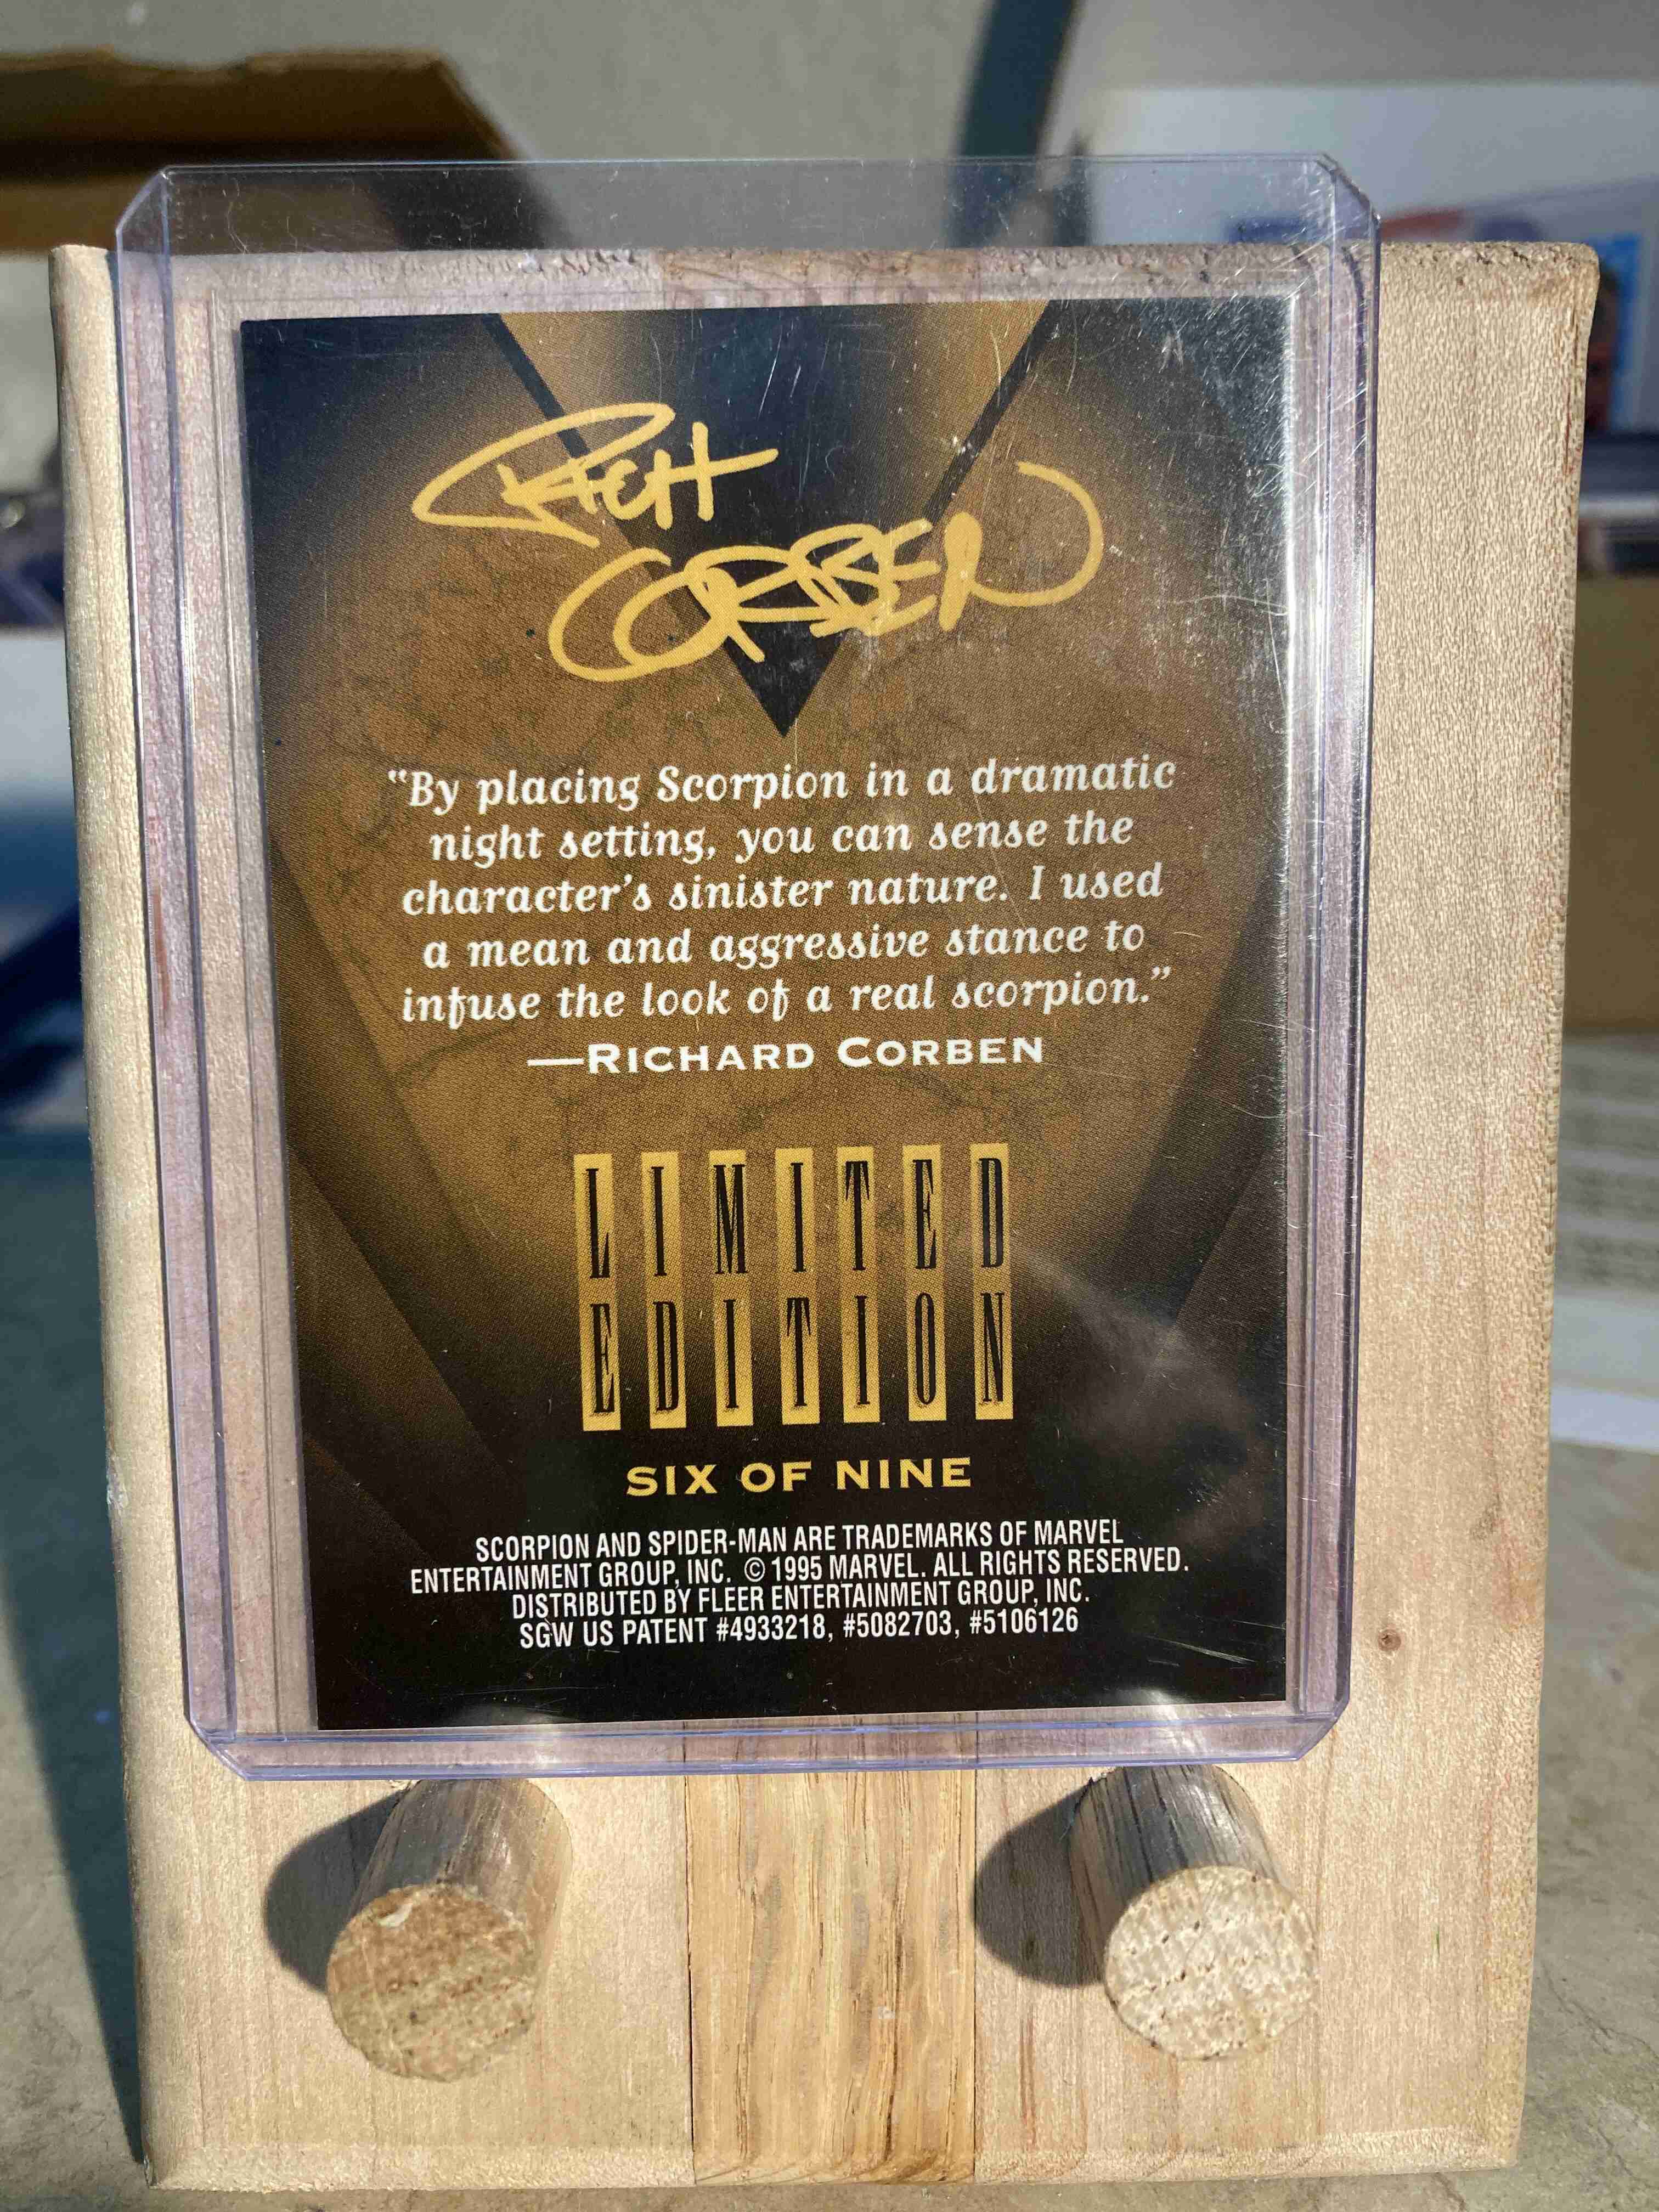 RICH
CORBEN
“By placing Scorpion in a dramatic
night setting, you can sense the
character’s sinister nature. I used
a mean and aggressive stance to
infuse the look of a real scorpion.”
—RICHARD CORBEN
LIMITED
EDITION
SIX OF NINE
SCORPION AND SPIDER-MAN ARE TRADEMARKS OF MARVEL
ENTERTAINMENT GROUP, INC. © 1995 MARVEL. ALL RIGHTS RESERVED.
DISTRIBUTED BY FLEER ENTERTAINMENT GROUP, INC.
SGW US PATENT #4933218, #5082703, #5106126